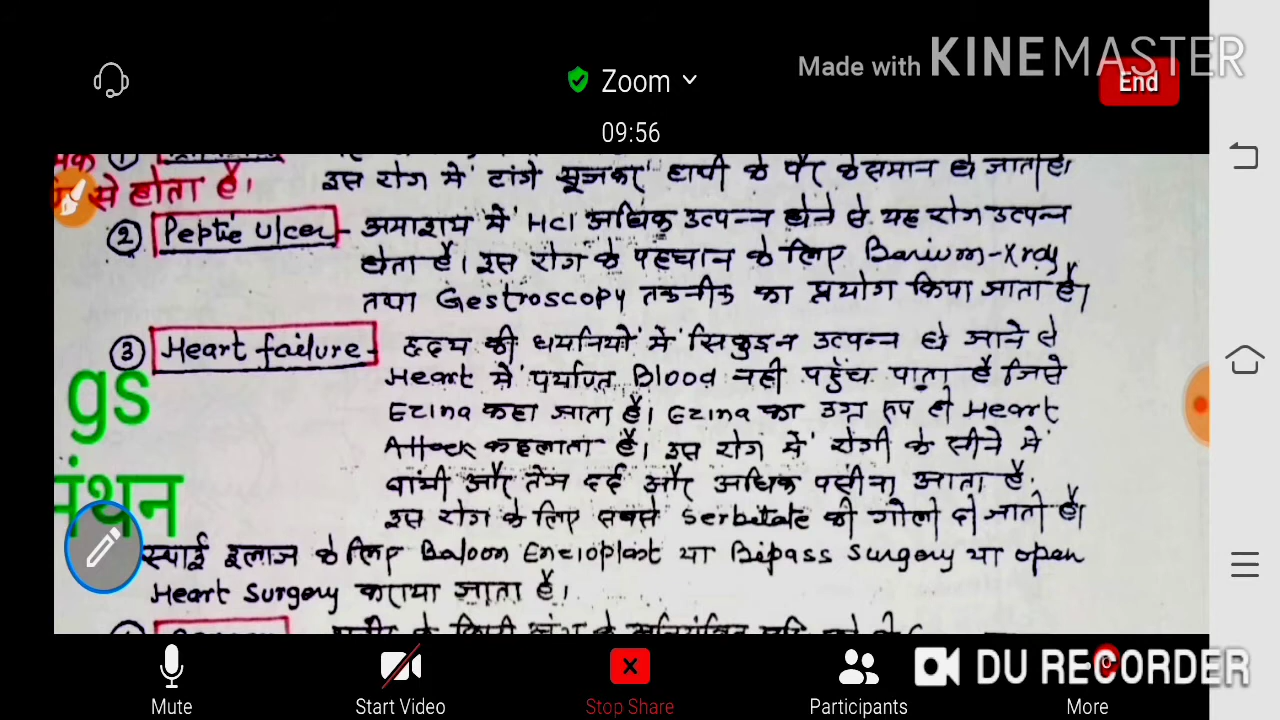 Made with KINEMASTER
Zoom
End
09:56
से होता है।
इस रोग में टांगे सूजकर हाथी के पैर के समान हो जाता है।
② Peptic Ulcer - अमाशय में HCl अधिक उत्पन्न होने से यह रोग उत्पन्न
होता है। इस रोग के पहचान के लिए Barium-Xray
तथा Gestroscopy तकनीक का प्रयोग किया जाता है।
③ Heart failure - हृदय की धमनियों में सिकुड़न उत्पन्न हो जाने से
Heart में पर्याप्त Blood नहीं पहुँच पाता है जिसे
Ezina कहा जाता है। Ezina का उग्र रूप ही Heart
Attack कहलाता है। इस रोग में रोगी के सीने में
बांयी और तेज दर्द और अधिक पसीना आता है.
इस रोग के लिए सबसे Serbitate की गोली दी जाती है।
gs
मंथन
स्थाई इलाज के लिए Baloon Encioplast या Bipass Surgery या open
Heart Surgery कराया जाता है।
Mute
Start Video
Stop Share
Participants
More
DU RECORDER